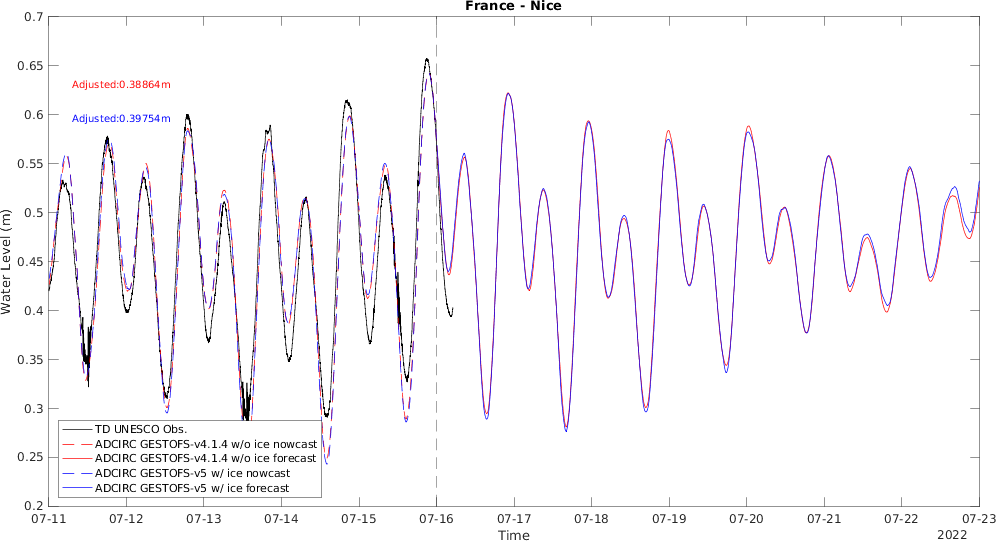 France - Nice
0.7
0.65
0.6
0.55
0.5
0.45
0.4
0.35
0.3
0.25
0.2
Water Level (m)
Adjusted:0.38864m
Adjusted:0.39754m
TD UNESCO Obs.
ADCIRC GESTOFS-v4.1.4 w/o ice nowcast
ADCIRC GESTOFS-v4.1.4 w/o ice forecast
ADCIRC GESTOFS-v5 w/ ice nowcast
ADCIRC GESTOFS-v5 w/ ice forecast
07-11 07-12 07-13 07-14 07-15 07-16 07-17 07-18 07-19 07-20 07-21 07-22 07-23
Time
2022